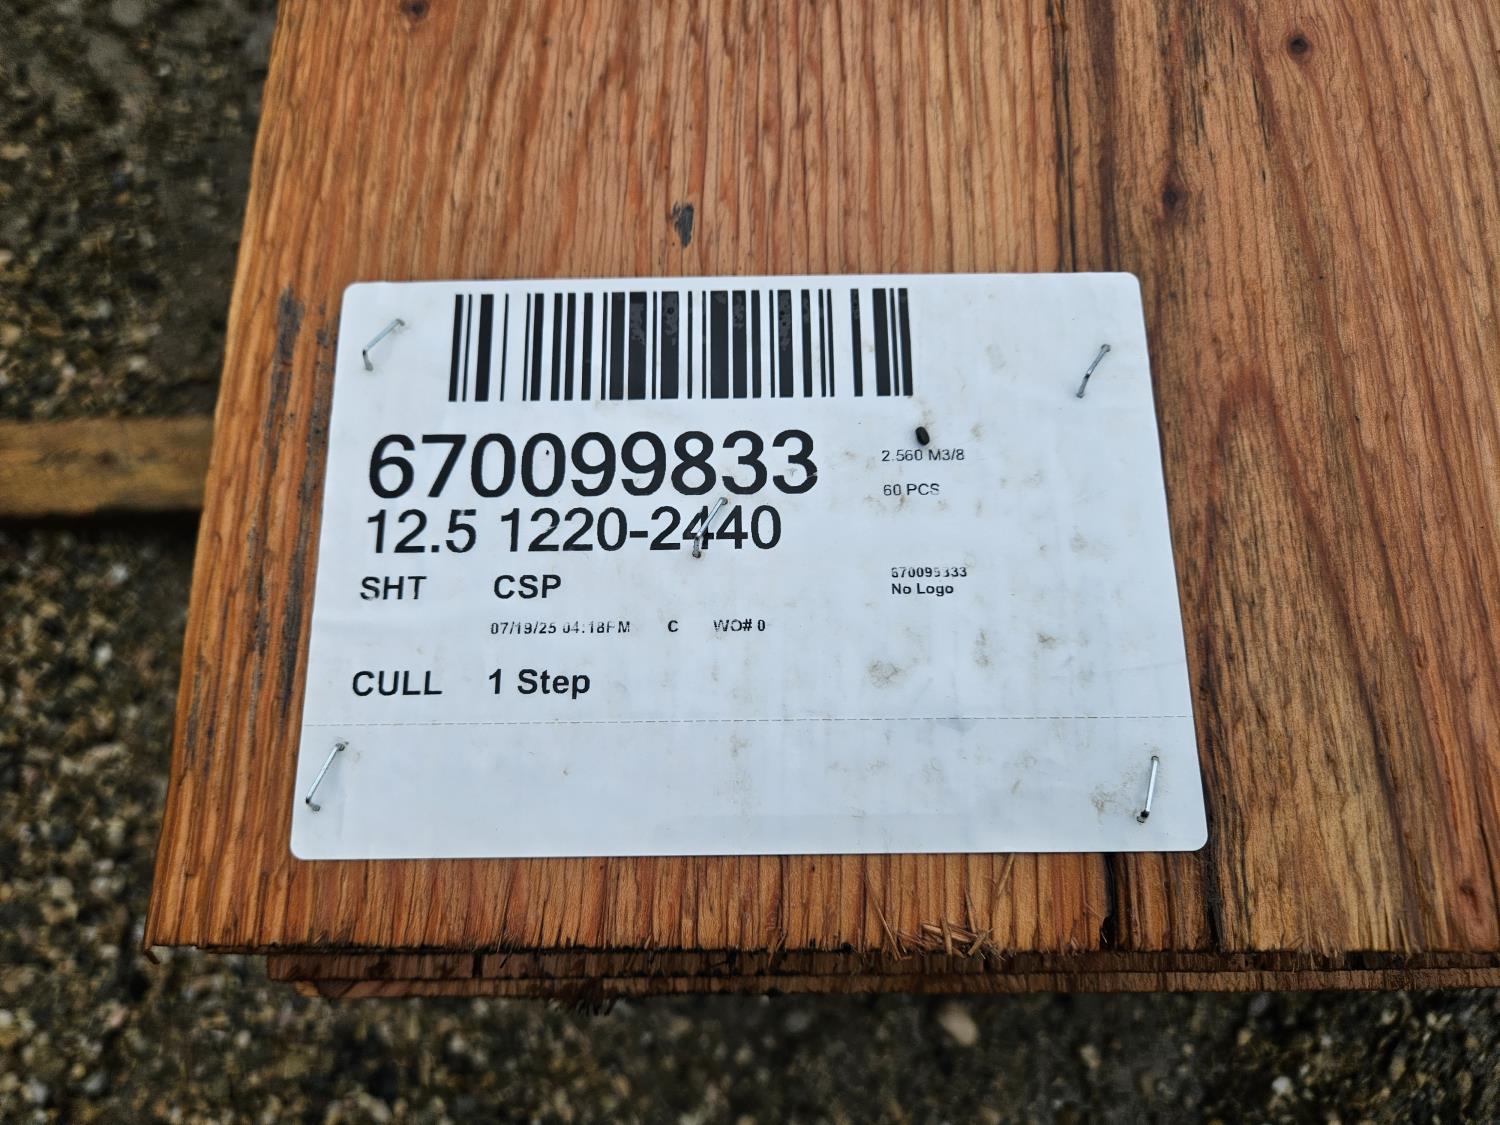 670099833
2.560 M3/8
60 PCS
12.5 1220-2440
SHT CSP
No Logo
07/19/25 04:18PM C WO# 0
CULL 1 Step